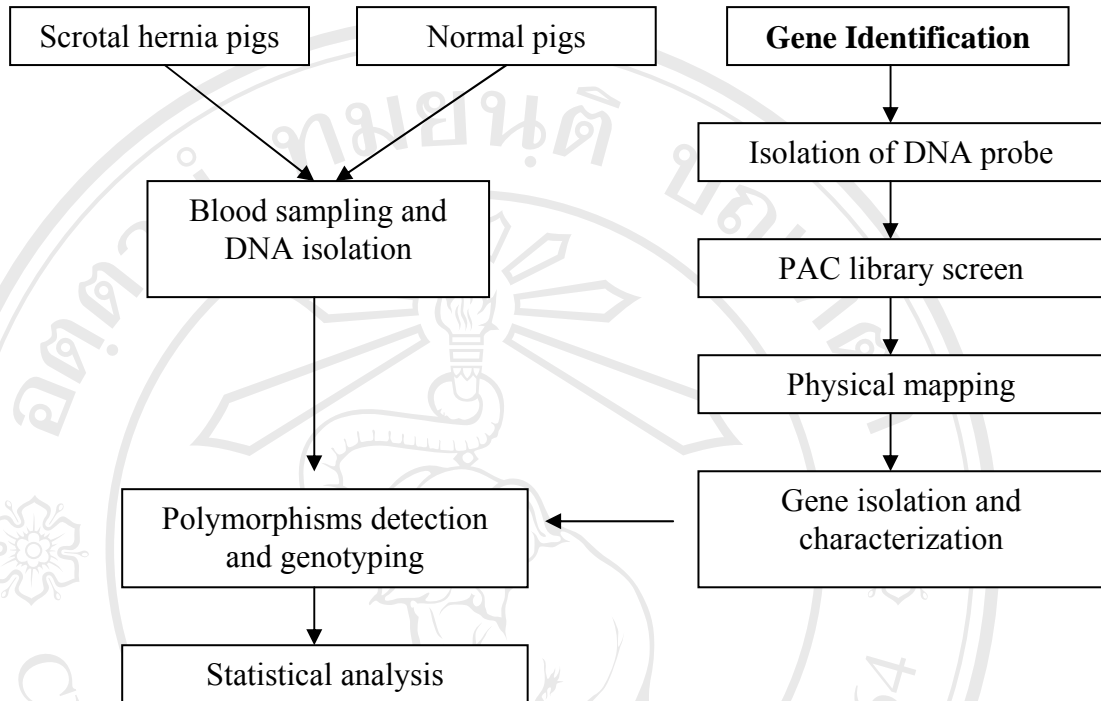 Scrotal hernia pigs
Normal pigs
Gene Identification
Isolation of DNA probe
Blood sampling and
DNA isolation
PAC library screen
Physical mapping
Polymorphisms detection
and genotyping
Gene isolation and
characterization
Statistical analysis